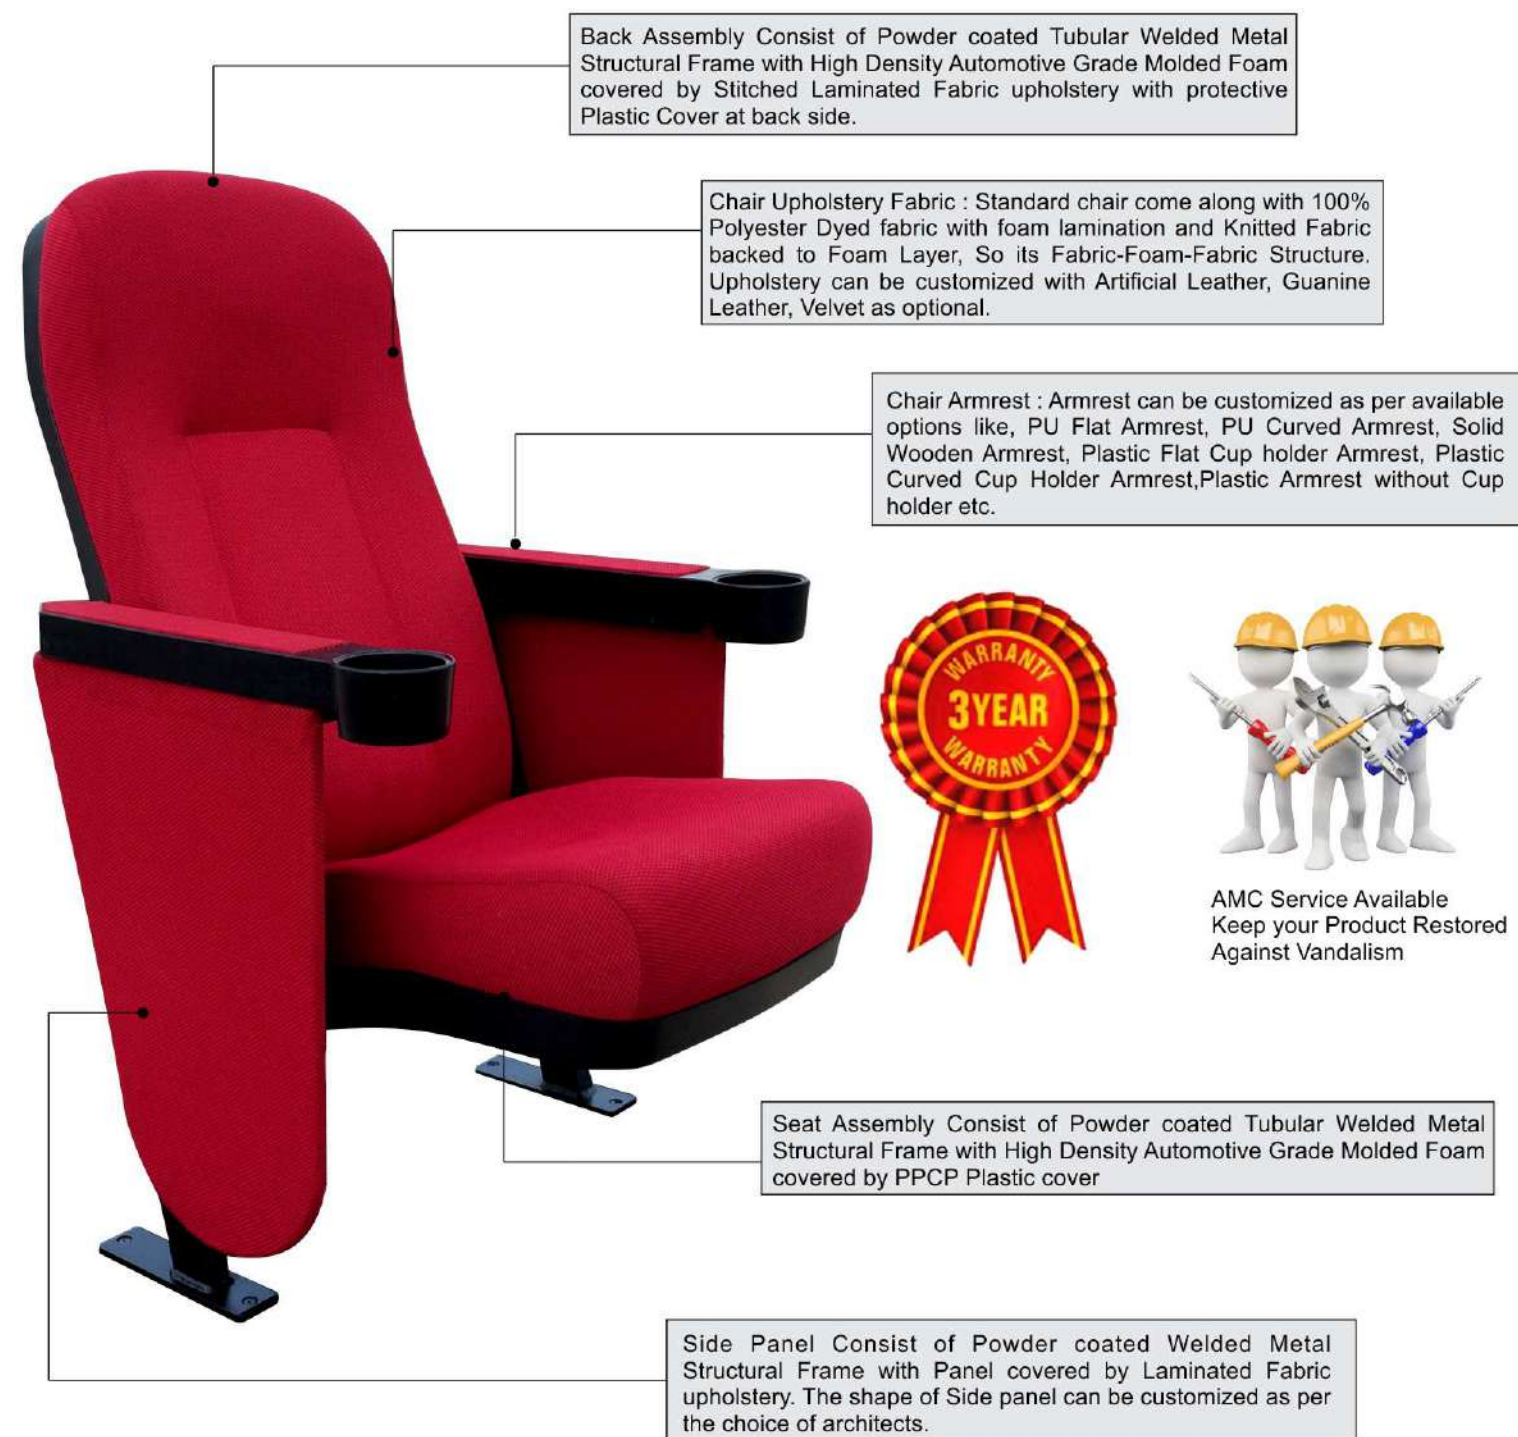 Back Assembly Consist of Powder coated Tubular Welded Metal
Structural Frame with High Density Automotive Grade Molded Foam
covered by Stitched Laminated Fabric upholstery with protective
Plastic Cover at back side.
Chair Upholstery Fabric : Standard chair come along with 100%
Polyester Dyed fabric with foam lamination and Knitted Fabric
backed to Foam Layer, So its Fabric-Foam-Fabric Structure.
Upholstery can be customized with Artificial Leather, Guanine
Leather, Velvet as optional.
Chair Armrest : Armrest can be customized as per available
options like, PU Flat Armrest, PU Curved Armrest, Solid
Wooden Armrest, Plastic Flat Cup holder Armrest, Plastic
Curved Cup Holder Armrest,Plastic Armrest without Cup
holder etc.
WARRANTY
3 YEAR
WARRANTY
AMC Service Available
Keep your Product Restored
Against Vandalism
Seat Assembly Consist of Powder coated Tubular Welded Metal
Structural Frame with High Density Automotive Grade Molded Foam
covered by PPCP Plastic cover
Side Panel Consist of Powder coated Welded Metal
Structural Frame with Panel covered by Laminated Fabric
upholstery. The shape of Side panel can be customized as per
the choice of architects.